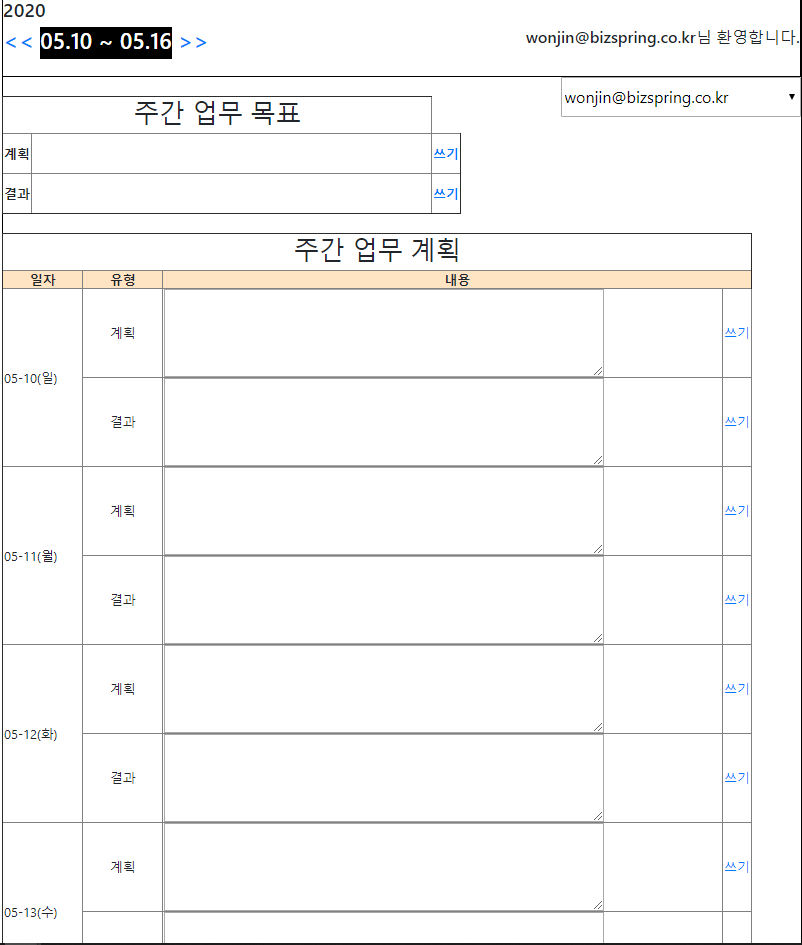 2020
<< 05.10 ~ 05.16 >>
wonjin@bizspring.co.kr님 환영합니다.
wonjin@bizspring.co.kr
주간 업무 목표
계획 쓰기
결과 쓰기
주간 업무 계획
일자 유형 내용
계획 쓰기
05-10(일)
결과 쓰기
계획 쓰기
05-11(월)
결과 쓰기
계획 쓰기
05-12(화)
결과 쓰기
계획 쓰기
05-13(수)